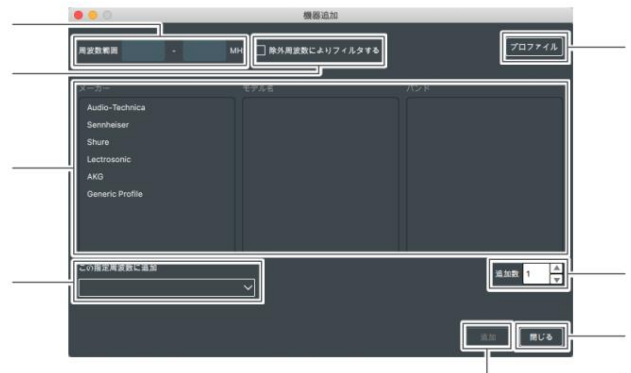 機器追加
周波数範囲 - MH
除外周波数によりフィルタする
プロファイル
メーカー モデル名 バンド
Audio-Technica
Sennheiser
Shure
Lectrosonic
AKG
Generic Profile
この指定周波数に追加
追加数 1
追加 閉じる